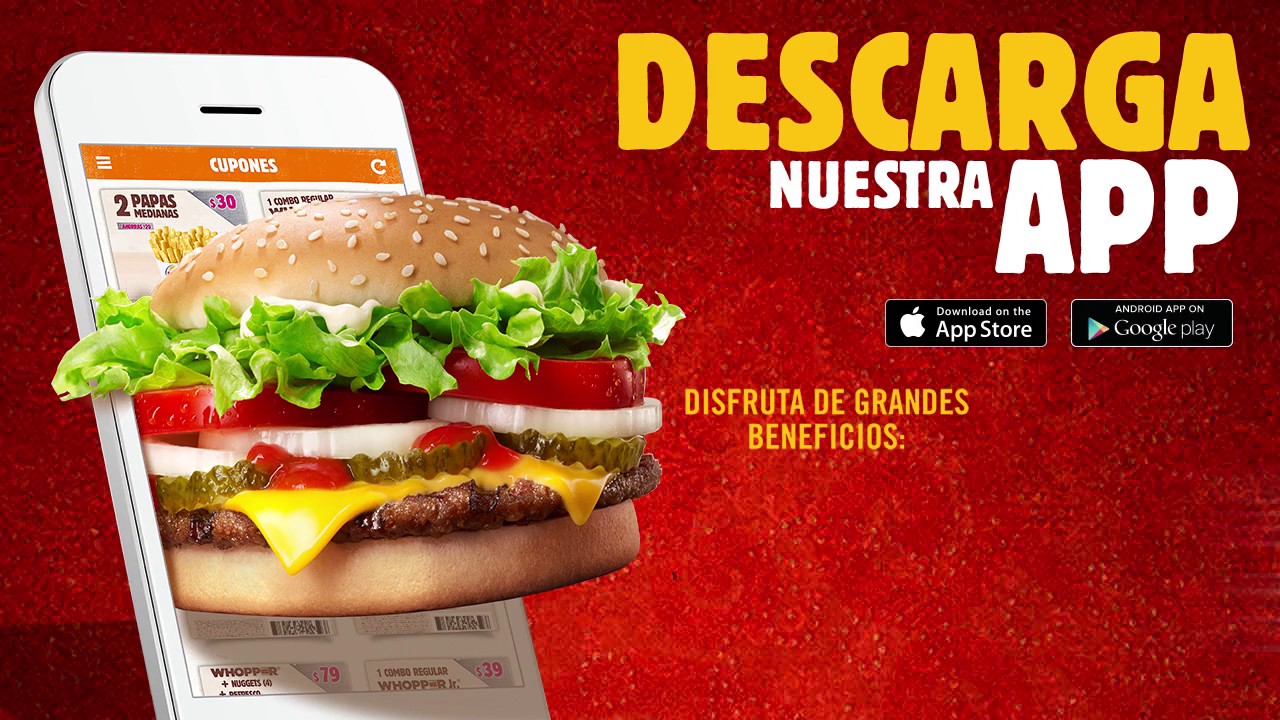 DESCARGA
NUESTRA APP
Download on the
App Store
ANDROID APP ON
Google play
DISFRUTA DE GRANDES
BENEFICIOS:
CUPONES
2 PAPAS
MEDIANAS
$30
1 COMBO REGULAR
WHOPPER
+ NUGGETS (4)
+ REFRESCO
$79
1 COMBO REGULAR
WHOPPER Jr.
$39